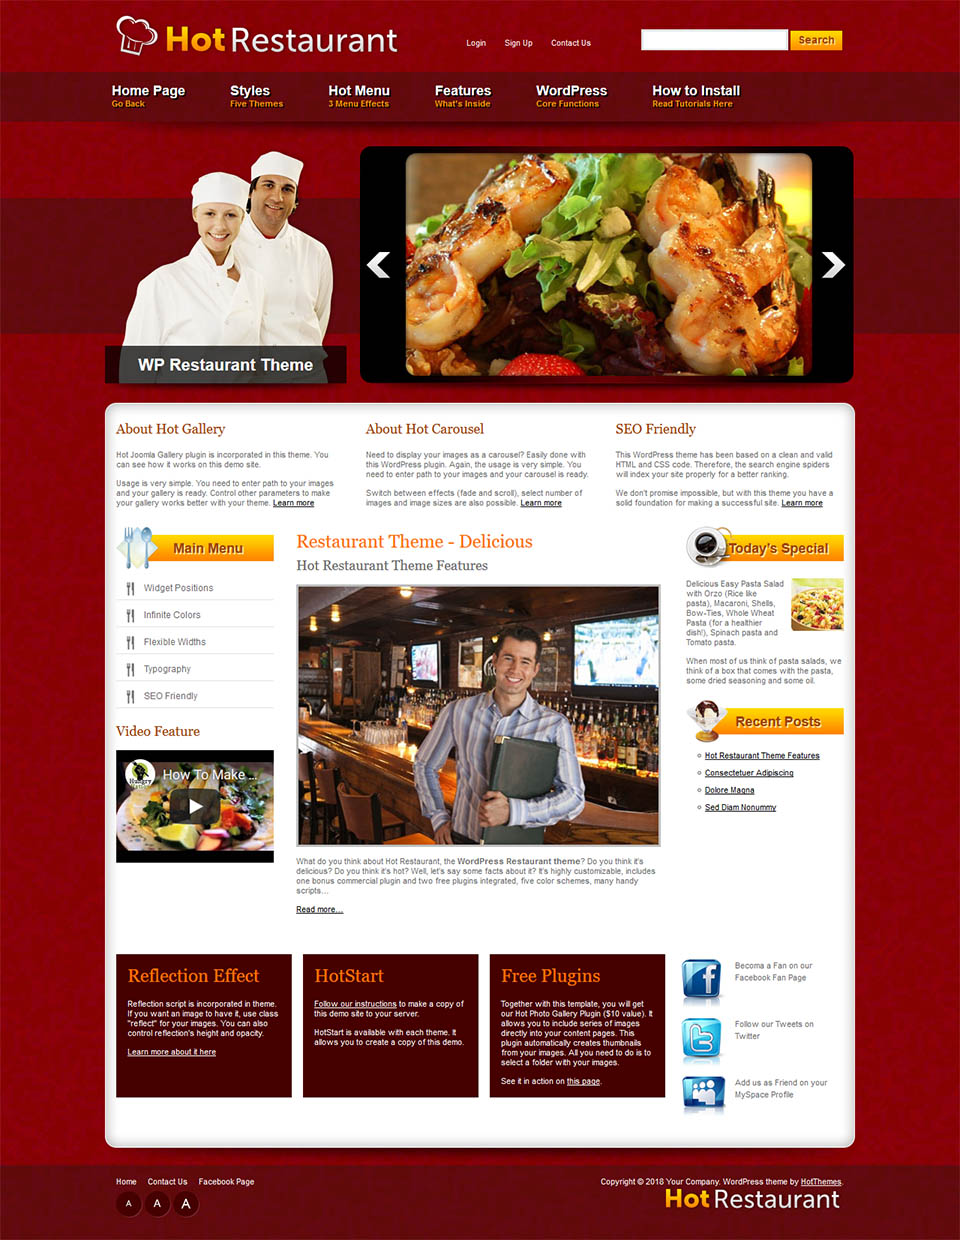 Hot Restaurant
Login
Sign Up
Contact Us
Search
Home Page
Go Back
Styles
Five Themes
Hot Menu
3 Menu Effects
Features
What's Inside
WordPress
Core Functions
How to Install
Read Tutorials Here
WP Restaurant Theme
About Hot Gallery
Hot Joomla Gallery plugin is incorporated in this theme. You
can see how it works on this demo site.
Usage is very simple. You need to enter path to your images
and your gallery is ready. Control other parameters to make
your gallery works better with your theme. Learn more
About Hot Carousel
Need to display your images as a carousel? Easily done with
this WordPress plugin. Again, the usage is very simple. You
need to enter path to your images and your carousel is ready.
Switch between effects (fade and scroll), select number of
images and image sizes are also possible. Learn more
SEO Friendly
This WordPress theme has been based on a clean and valid
HTML and CSS code. Therefore, the search engine spiders
will index your site properly for a better ranking.
We don't promise impossible, but with this theme you have a
solid foundation for making a successful site. Learn more
Main Menu
Widget Positions
Infinite Colors
Flexible Widths
Typography
SEO Friendly
Video Feature
How To Make ...
Restaurant Theme - Delicious
Hot Restaurant Theme Features
What do you think about Hot Restaurant, the WordPress Restaurant theme? Do you think it's
delicious? Do you think it's hot? Well, let's say some facts about it? It's highly customizable, includes
one bonus commercial plugin and two free plugins integrated, five color schemes, many handy
scripts...
Read more...
Today's Special
Delicious Easy Pasta Salad
with Orzo (Rice like
pasta), Macaroni, Shells,
Bow-Ties, Whole Wheat
Pasta (for a healthier
dish!), Spinach pasta and
Tomato pasta.
When most of us think of pasta salads, we
think of a box that comes with the pasta,
some dried seasoning and some oil.
Recent Posts
Hot Restaurant Theme Features
Consectetuer Adipiscing
Dolore Magna
Sed Diam Nonummy
Reflection Effect
Reflection script is incorporated in theme.
If you want an image to have it, use class
"reflect" for your images. You can also
control reflection's height and opacity.
Learn more about it here
HotStart
Follow our instructions to make a copy of
this demo site to your server.
HotStart is available with each theme. It
allows you to create a copy of this demo.
Free Plugins
Together with this template, you will get
our Hot Photo Gallery Plugin ($10 value). It
allows you to include series of images
directly into your content pages. This
plugin automatically creates thumbnails
from your images. All you need to do is to
select a folder with your images.
See it in action on this page.
f
Becoma a Fan on our
Facebook Fan Page
t
Follow our Tweets on
Twitter
Add us as Friend on your
MySpace Profile
Home
Contact Us
Facebook Page
A
A
A
Copyright © 2018 Your Company. WordPress theme by HotThemes.
Hot Restaurant